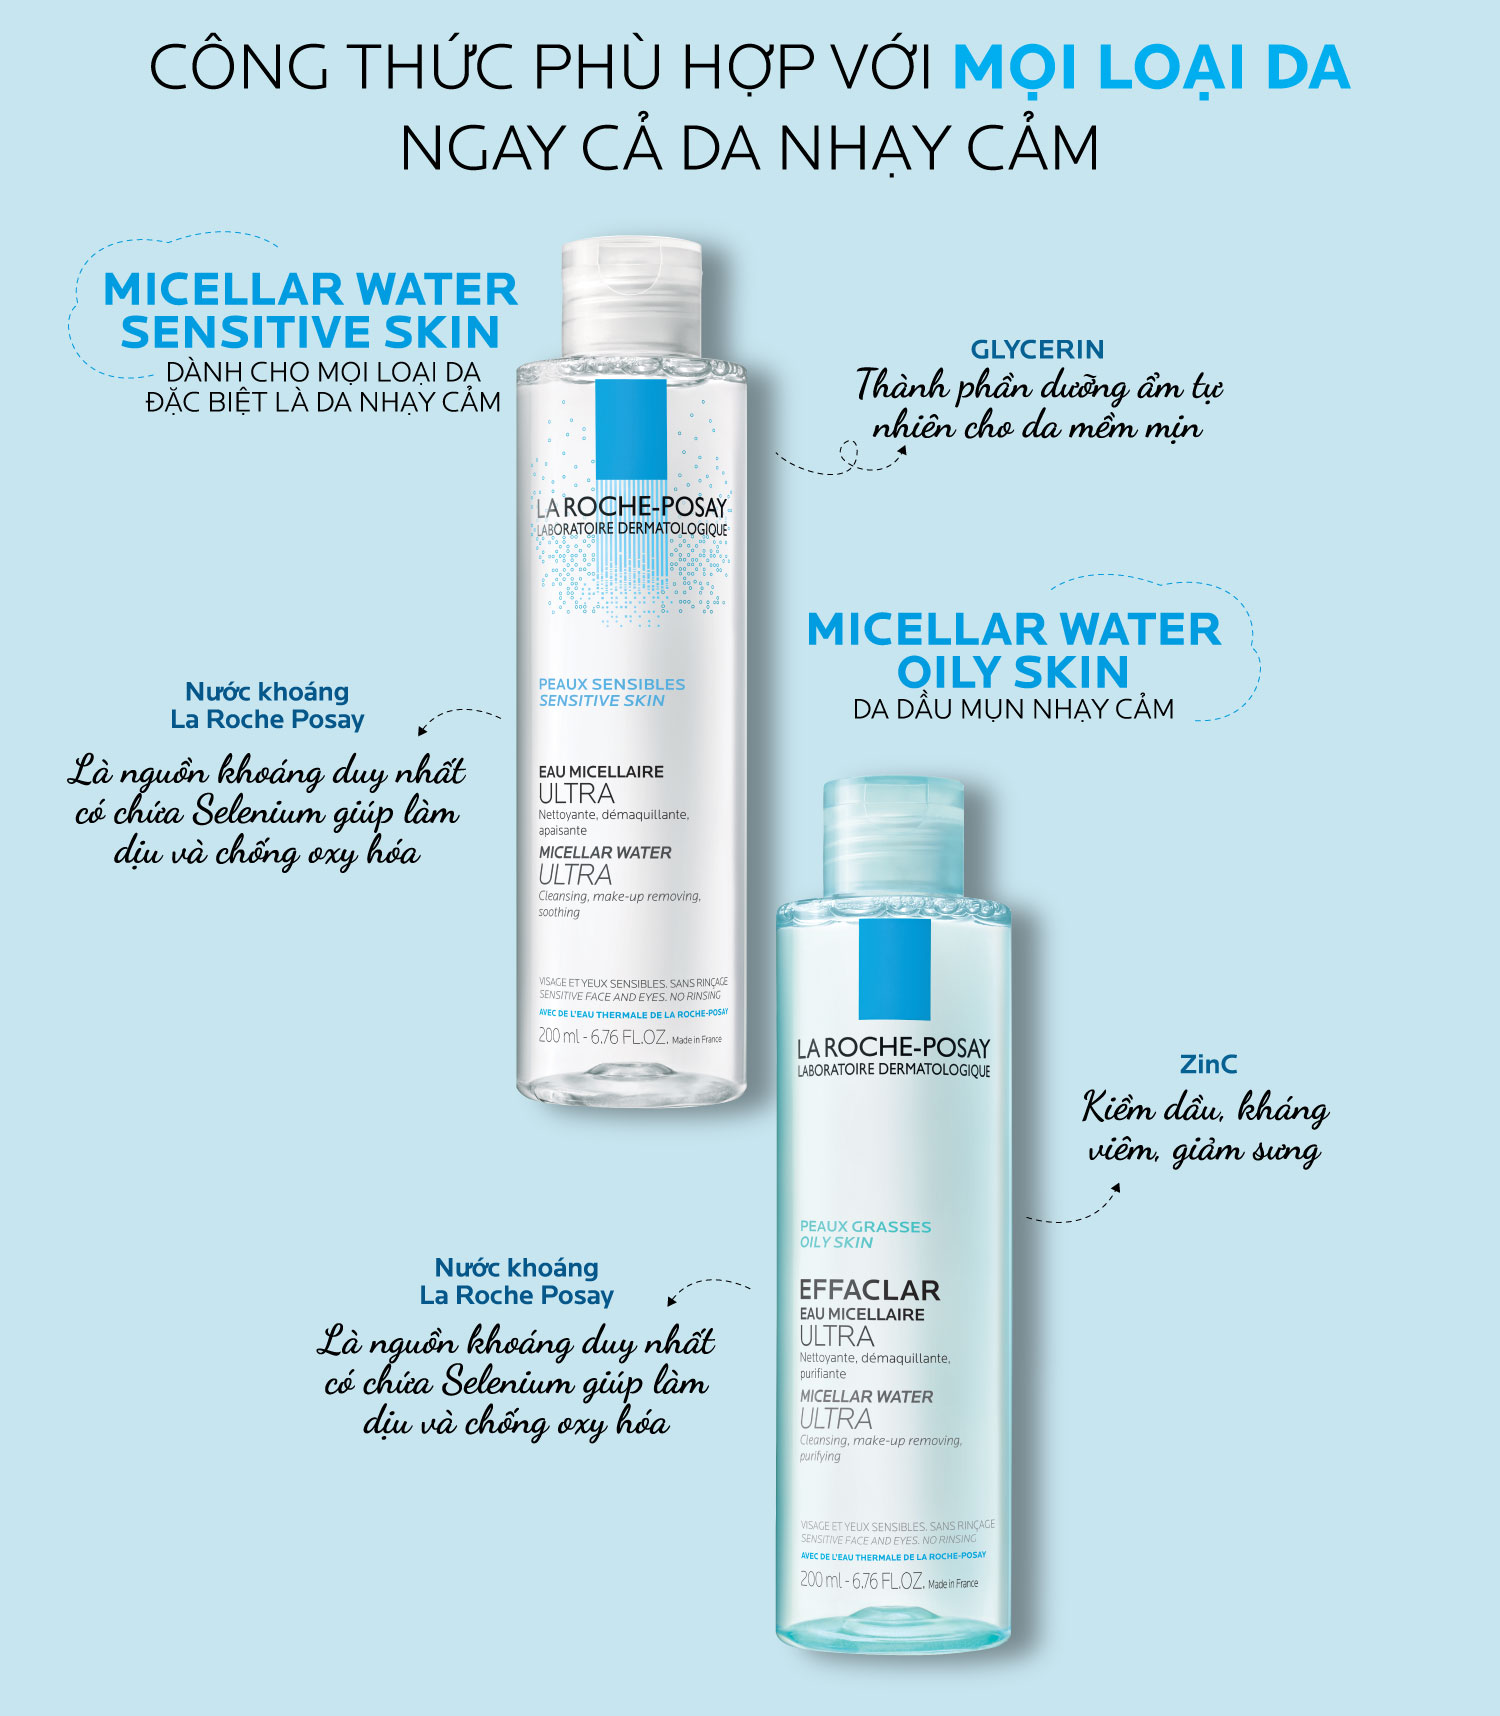 CÔNG THỨC PHÙ HỢP VỚI MỌI LOẠI DA
NGAY CẢ DA NHẠY CẢM
MICELLAR WATER
SENSITIVE SKIN
DÀNH CHO MỌI LOẠI DA
ĐẶC BIỆT LÀ DA NHẠY CẢM
GLYCERIN
Thành phần dưỡng ẩm tự
nhiên cho da mềm mịn
LA ROCHE-POSAY
LABORATOIRE DERMATOLOGIQUE
PEAUX SENSIBLES
SENSITIVE SKIN
EAU MICELLAIRE
ULTRA
Nettoyante, démaquillante,
apaisante
MICELLAR WATER
ULTRA
Cleansing, make-up removing,
soothing
VISAGE ET YEUX SENSIBLES. SANS RINÇAGE
SENSITIVE FACE AND EYES. NO RINSING
AVEC DE L'EAU THERMALE DE LA ROCHE-POSAY
200 ml - 6.76 FL.OZ. Made in France
Nước khoáng
La Roche Posay
Là nguồn khoáng duy nhất
có chứa Selenium giúp làm
dịu và chống oxy hóa
MICELLAR WATER
OILY SKIN
DA DẦU MỤN NHẠY CẢM
LA ROCHE-POSAY
LABORATOIRE DERMATOLOGIQUE
PEAUX GRASSES
OILY SKIN
EFFACLAR
EAU MICELLAIRE
ULTRA
Nettoyante, démaquillante,
purifiante
MICELLAR WATER
ULTRA
Cleansing, make-up removing,
purifying
VISAGE ET YEUX SENSIBLES. SANS RINÇAGE
SENSITIVE FACE AND EYES. NO RINSING
AVEC DE L'EAU THERMALE DE LA ROCHE-POSAY
200 ml - 6.76 FL.OZ. Made in France
ZinC
Kiềm dầu, kháng
viêm, giảm sưng
Nước khoáng
La Roche Posay
Là nguồn khoáng duy nhất
có chứa Selenium giúp làm
dịu và chống oxy hóa